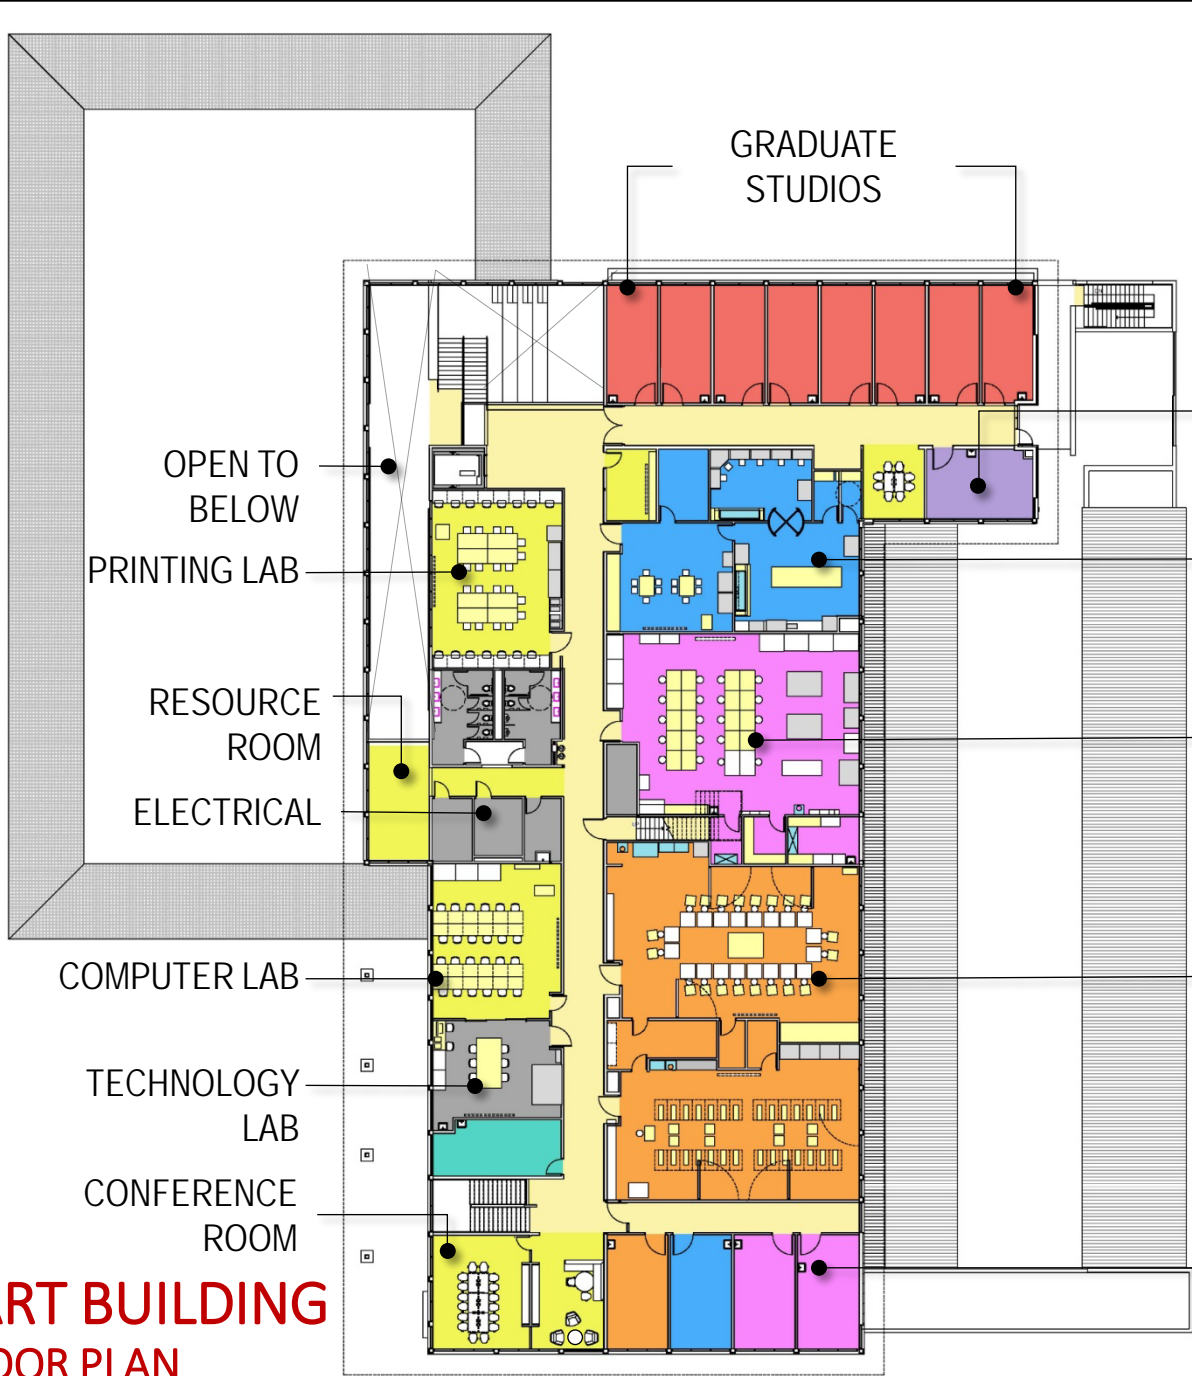 GRADUATE
STUDIOS
OPEN TO
BELOW
PRINTING LAB
RESOURCE
ROOM
ELECTRICAL
COMPUTER LAB
TECHNOLOGY
LAB
CONFERENCE
ROOM
ART BUILDING
OOR PLAN